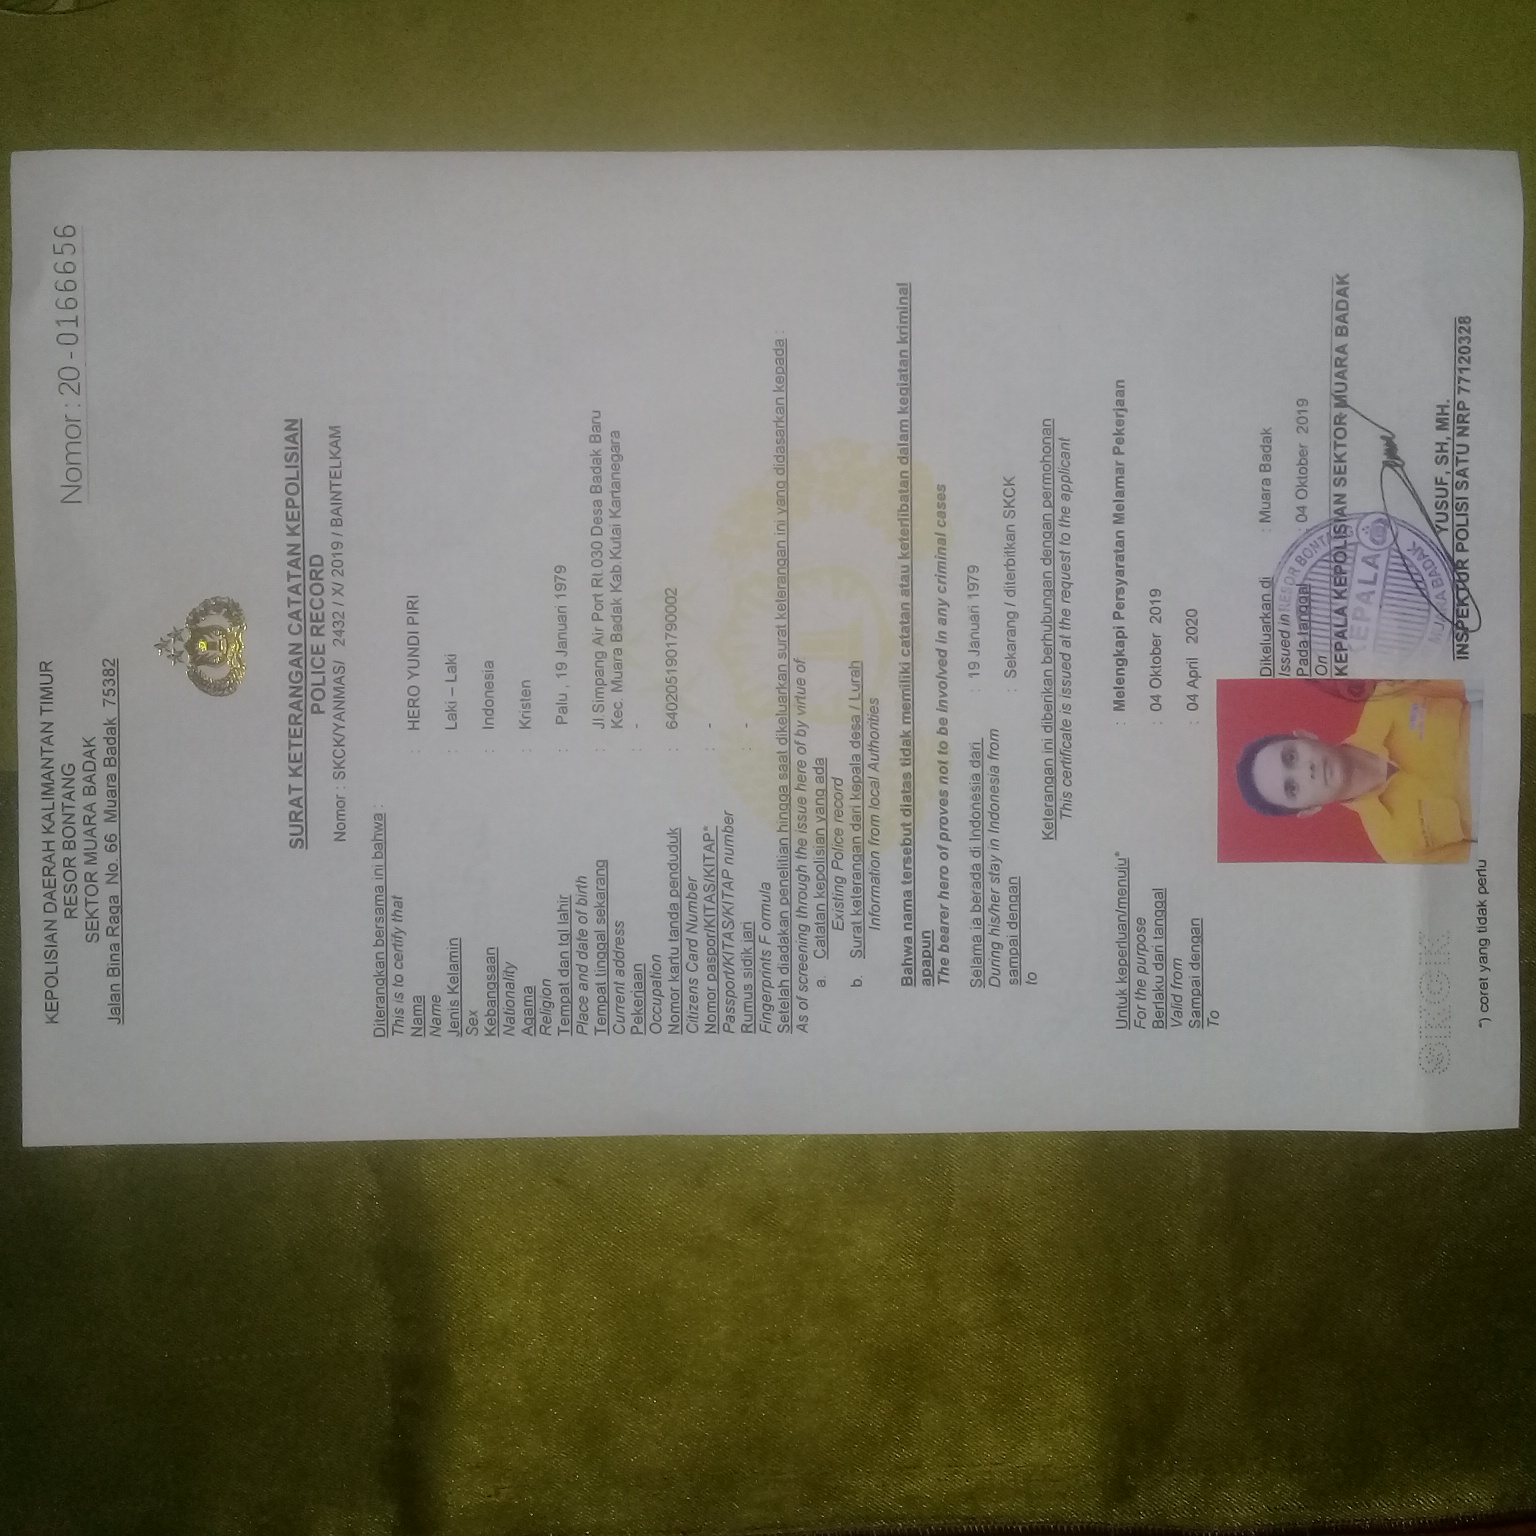 KEPOLISIAN DAERAH KALIMANTAN TIMUR
RESOR BONTANG
SEKTOR MUARA BADAK
Jalan Bina Raga No. 66 Muara Badak 75382
Nomor : 20 - 0166656
SURAT KETERANGAN CATATAN KEPOLISIAN
POLICE RECORD
Nomor : SKCK/YANMAS/ 2432 / X/ 2019 / BAINTELKAM
Diterangkan bersama ini bahwa :
This is to certify that
Nama : HERO YUNDI PIRI
Name
Jenis Kelamin : Laki – Laki
Sex
Kebangsaan : Indonesia
Nationality
Agama : Kristen
Religion
Tempat dan tgl lahir : Palu , 19 Januari 1979
Place and date of birth
Tempat tinggal sekarang : Jl.Simpang Air Port Rt.030 Desa Badak Baru
Current address Kec. Muara Badak Kab.Kutai Kartanegara
Pekerjaan : -
Occupation
Nomor kartu tanda penduduk : 6402051901790002
Citizens Card Number
Nomor paspor/KITAS/KITAP* : -
Passport/KITAS/KITAP number
Rumus sidik jari : -
Fingerprints F ormula
Setelah diadakan penelitian hingga saat dikeluarkan surat keterangan ini yang didasarkan kepada :
As of screening through the issue here of by virtue of:
a. Catatan kepolisian yang ada
Existing Police record
b. Surat keterangan dari kepala desa / Lurah
Information from local Authorities
Bahwa nama tersebut diatas tidak memiliki catatan atau keterlibatan dalam kegiatan kriminal
apapun
The bearer hero of proves not to be involved in any criminal cases
Selama ia berada di Indonesia dari : 19 Januari 1979
During his/her stay in Indonesia from
sampai dengan : Sekarang / diterbitkan SKCK
to
Keterangan ini diberikan berhubungan dengan permohonan
This certificate is issued at the request to the applicant
Untuk keperluan/menuju* : Melengkapi Persyaratan Melamar Pekerjaan
For the purpose
Berlaku dari tanggal : 04 Oktober 2019
Valid from
Sampai dengan : 04 April 2020
To
Dikeluarkan di : Muara Badak
Issued in
Pada tanggal : 04 Oktober 2019
On
KEPALA KEPOLISIAN SEKTOR MUARA BADAK
RESOR BONTANG
KEPALA
MUARA BADAK
YUSUF, SH, MH.
INSPEKTUR POLISI SATU NRP 77120328
SKCK
*) coret yang tidak perlu